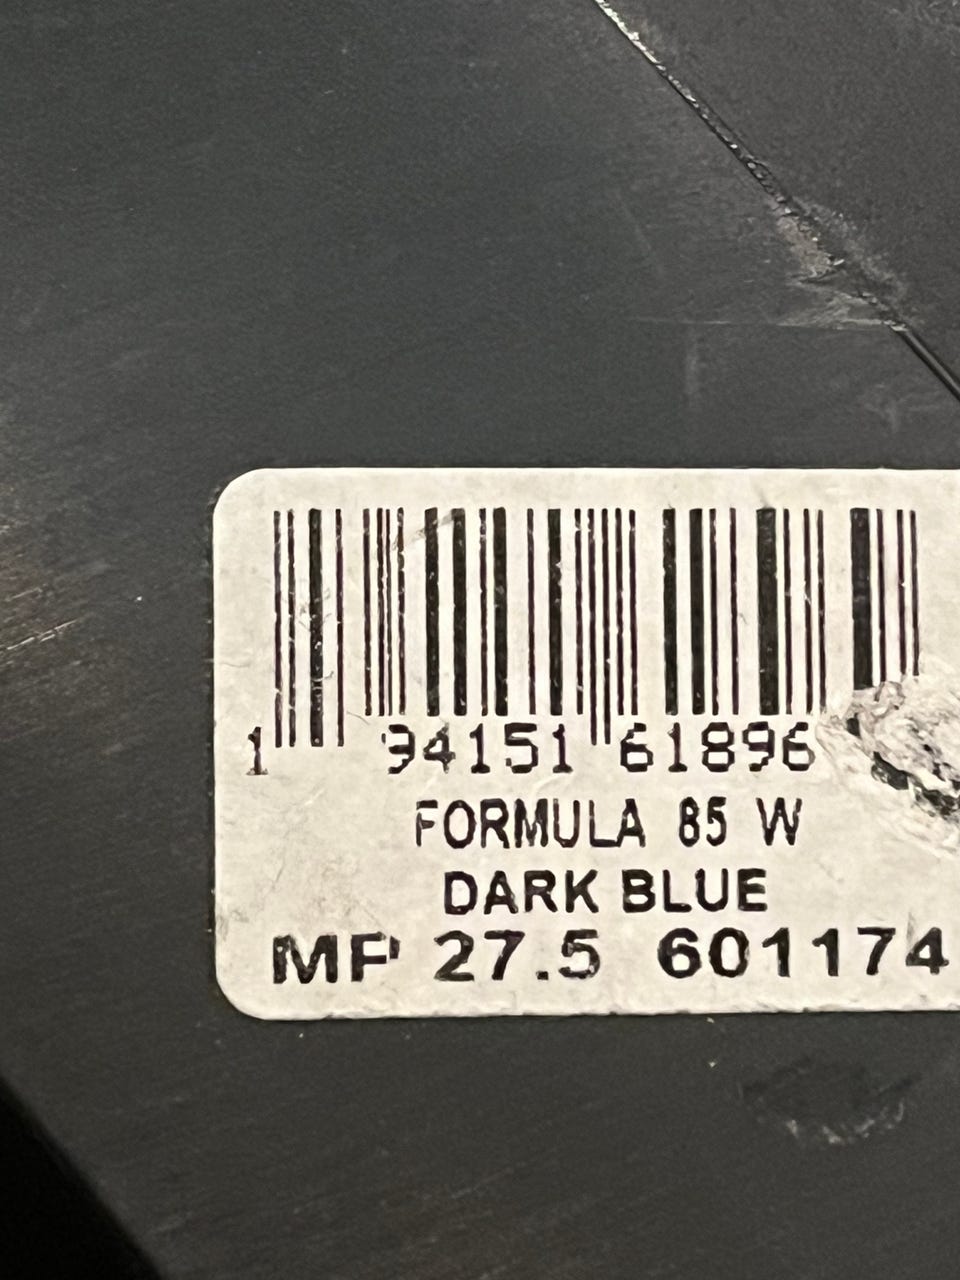 1 94151 61896
FORMULA 85 W
DARK BLUE
MP 27.5 601174